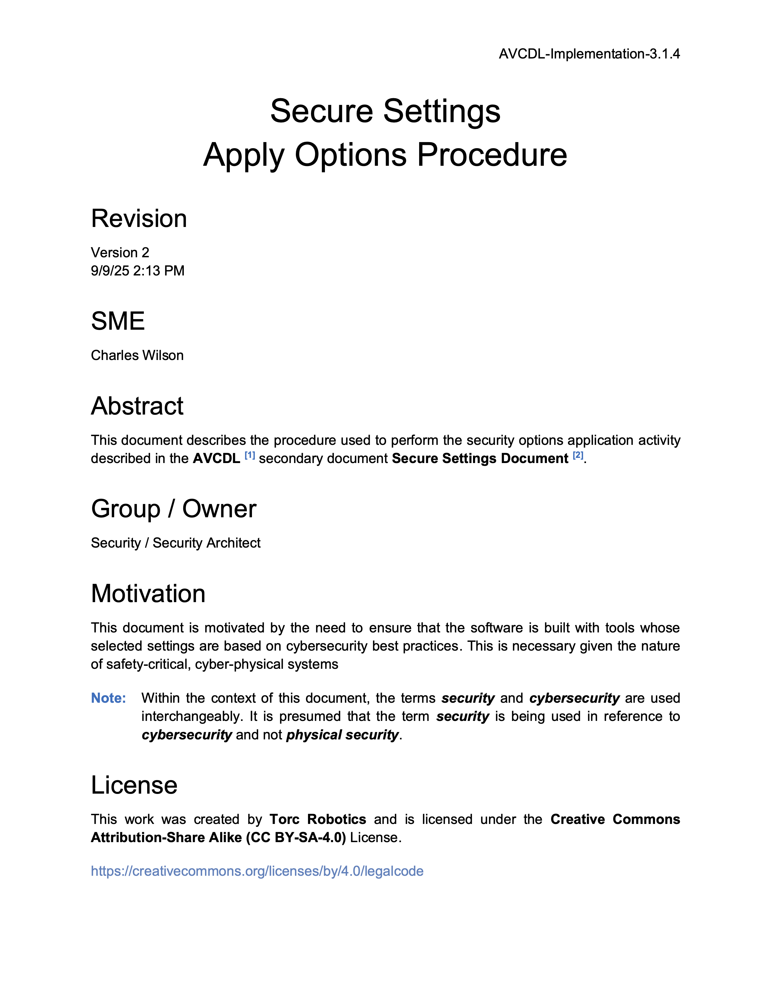 AVCDL-Implementation-3.1.4
Secure Settings
Apply Options Procedure
Revision
Version 2
9/9/25 2:13 PM
SME
Charles Wilson
Abstract
This document describes the procedure used to perform the security options application activity
described in the AVCDL [1] secondary document Secure Settings Document [2].
Group / Owner
Security / Security Architect
Motivation
This document is motivated by the need to ensure that the software is built with tools whose
selected settings are based on cybersecurity best practices. This is necessary given the nature
of safety-critical, cyber-physical systems
Note: Within the context of this document, the terms security and cybersecurity are used
interchangeably. It is presumed that the term security is being used in reference to
cybersecurity and not physical security.
License
This work was created by Torc Robotics and is licensed under the Creative Commons
Attribution-Share Alike (CC BY-SA-4.0) License.
https://creativecommons.org/licenses/by/4.0/legalcode